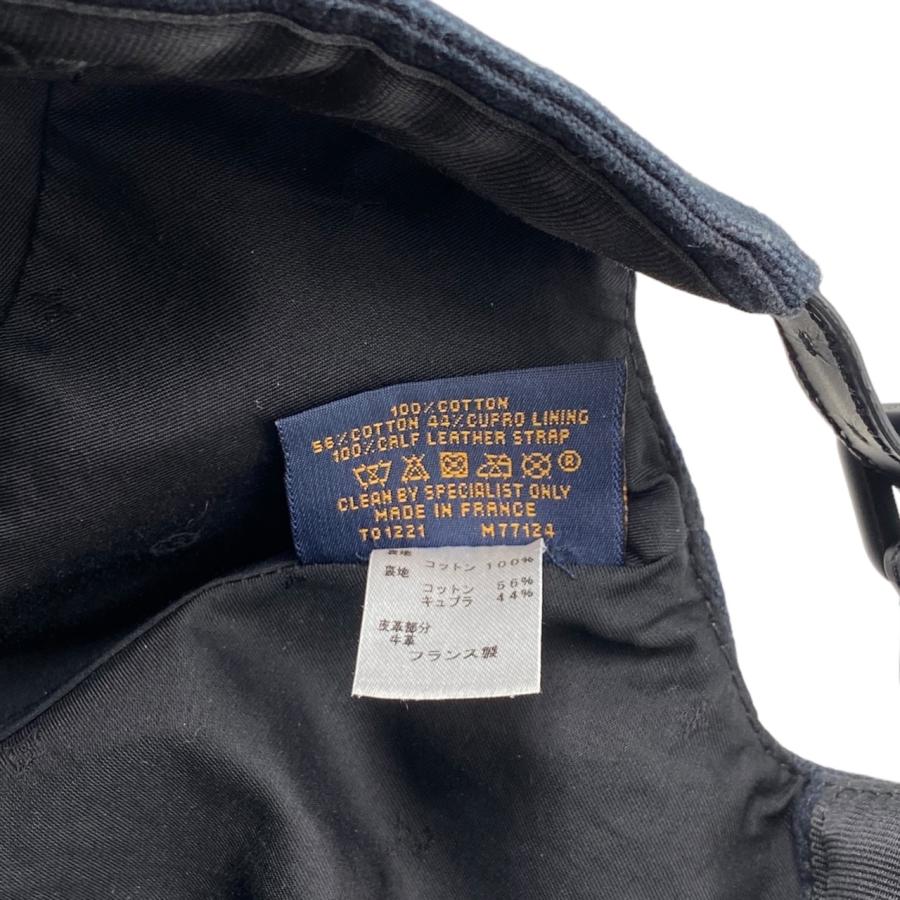 100%COTTON
56%COTTON 44%CUPRO LINING
100%CALF LEATHER STRAP
®
CLEAN BY SPECIALIST ONLY
MADE IN FRANCE
TO1221 M77124
表地
コットン 100%
裏地
コットン 56%
キュプラ 44%
皮革部分
牛革
フランス製